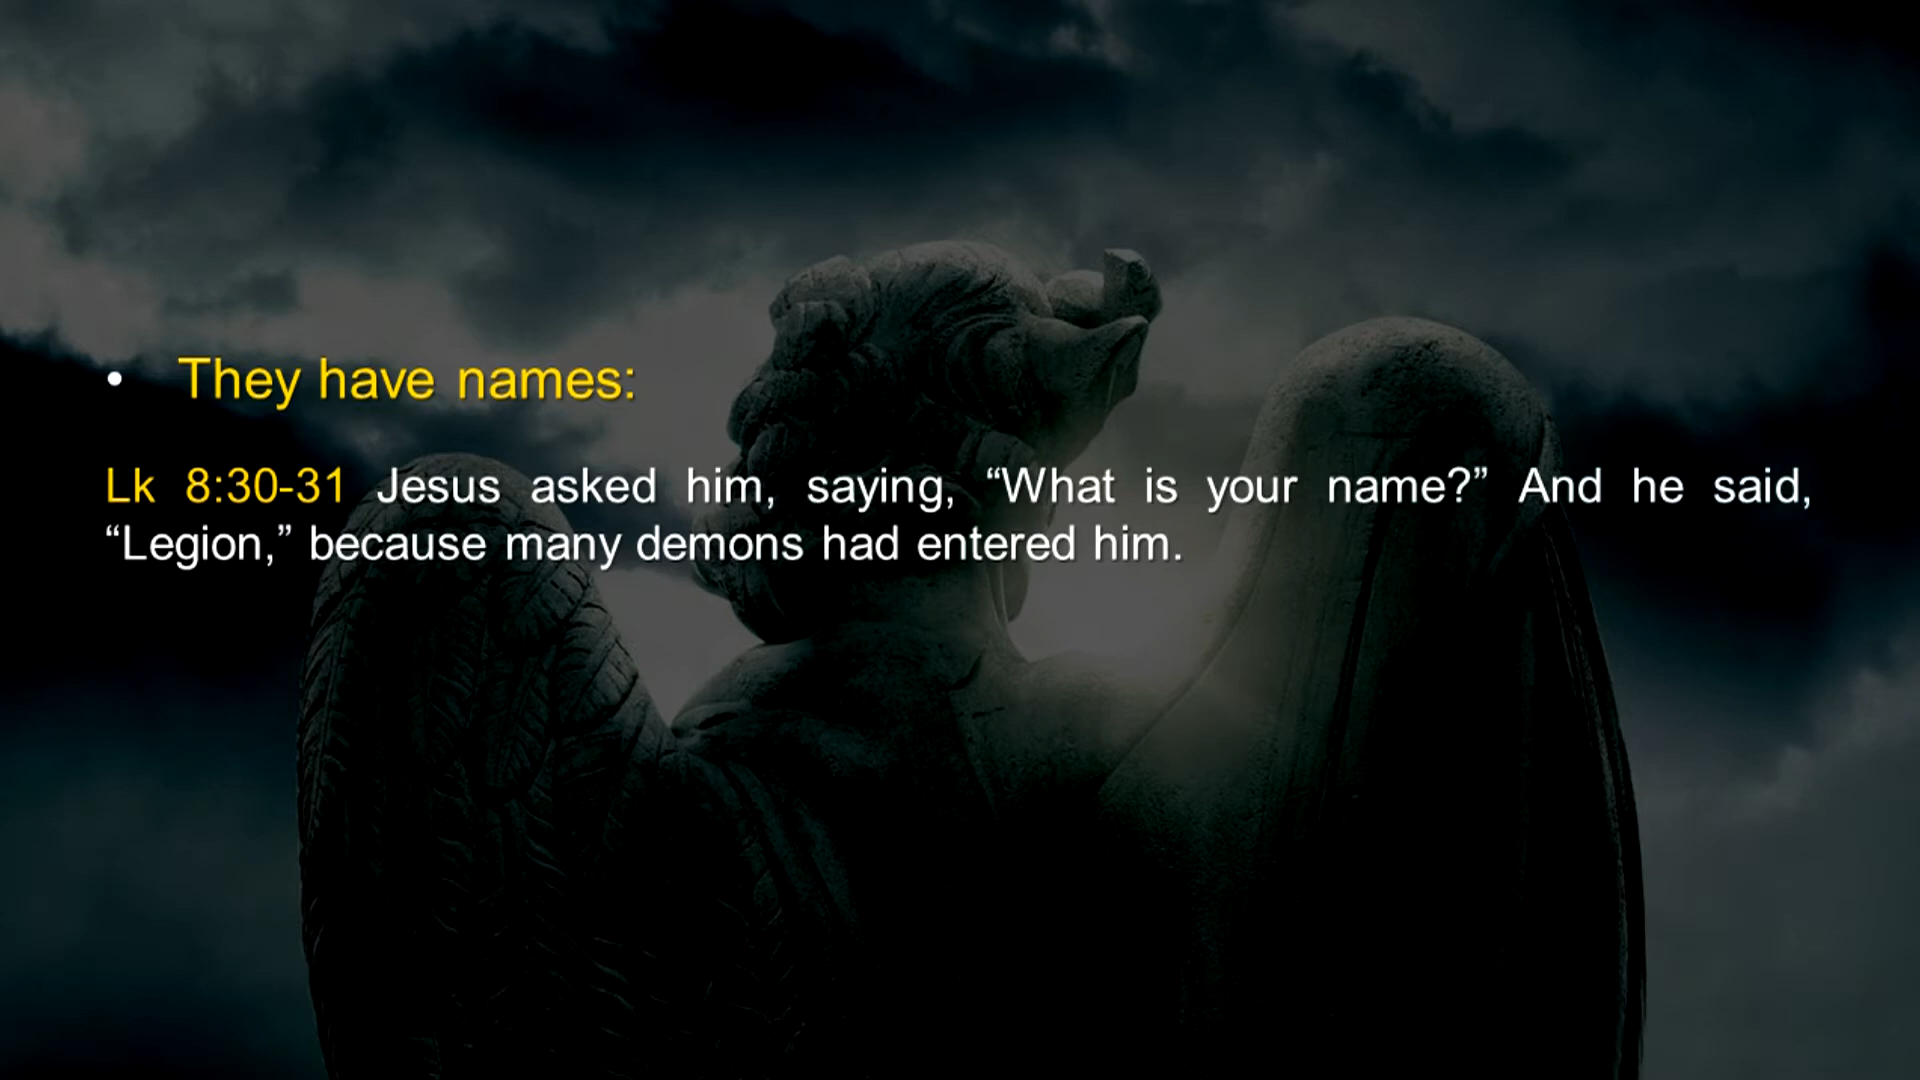 • They have names:
Lk 8:30-31 Jesus asked him, saying, “What is your name?” And he said,
“Legion,” because many demons had entered him.